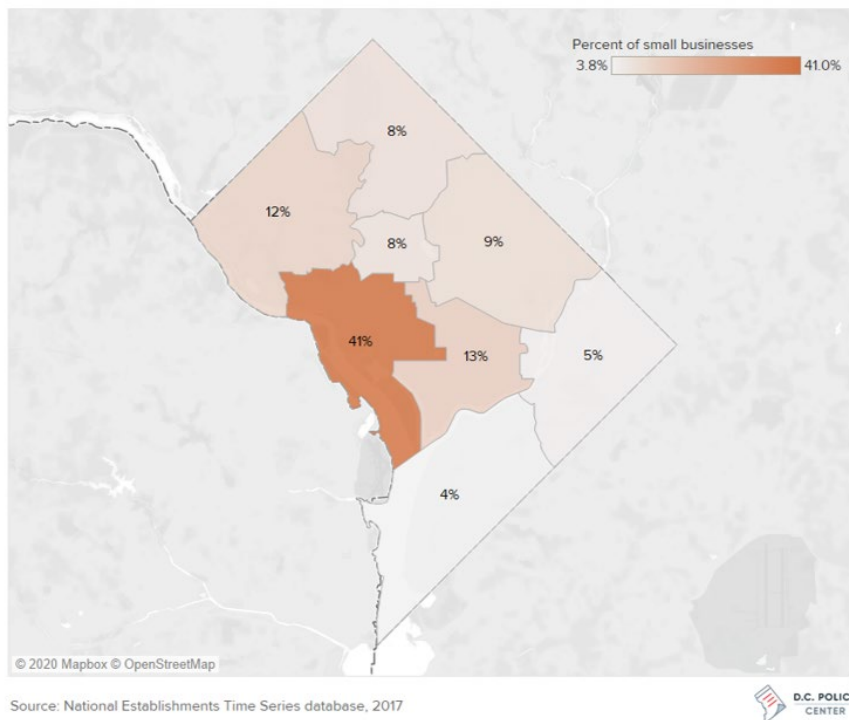 Percent of small businesses
3.8% 41.0%
8%
12%
8%
9%
41%
13%
5%
4%
© 2020 Mapbox © OpenStreetMap
Source: National Establishments Time Series database, 2017
D.C. POLIC
CENTER